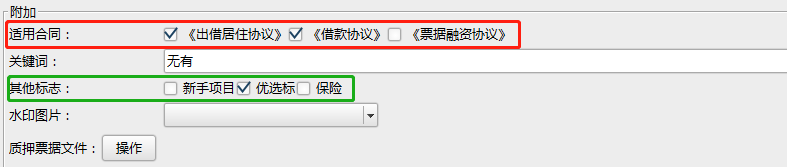 附加
适用合同： 《出借居住协议》 《借款协议》 《票据融资协议》
关键词： 无有
其他标志： 新手项目 优选标 保险
水印图片：
质押票据文件： 操作